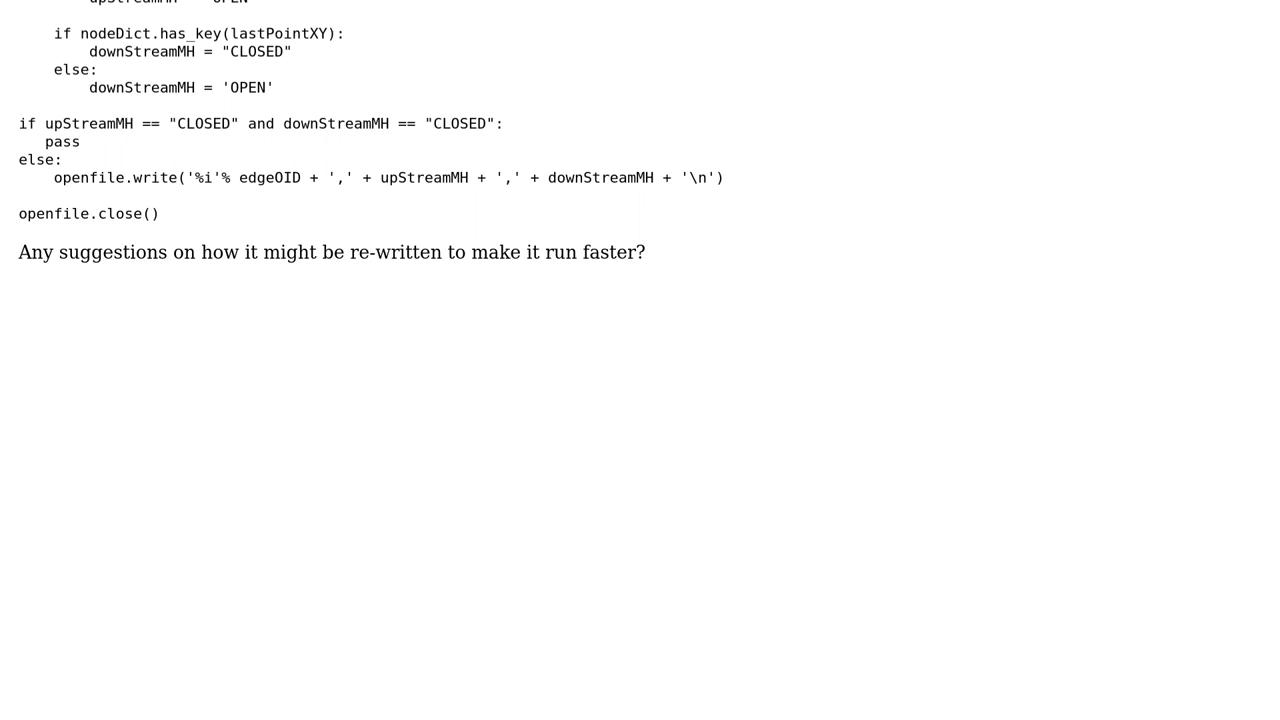 if nodeDict.has_key(lastPointXY):
        downStreamMH = "CLOSED"
    else:
        downStreamMH = 'OPEN'

if upStreamMH == "CLOSED" and downStreamMH == "CLOSED":
   pass
else:
    openfile.write('%i'% edgeOID + ',' + upStreamMH + ',' + downStreamMH + '\n')

openfile.close()
Any suggestions on how it might be re-written to make it run faster?